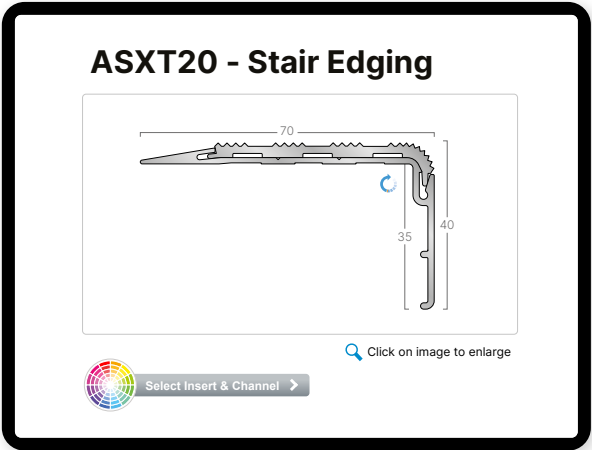 ASXT20 - Stair Edging
70
35
40
Click on image to enlarge
Select Insert & Channel